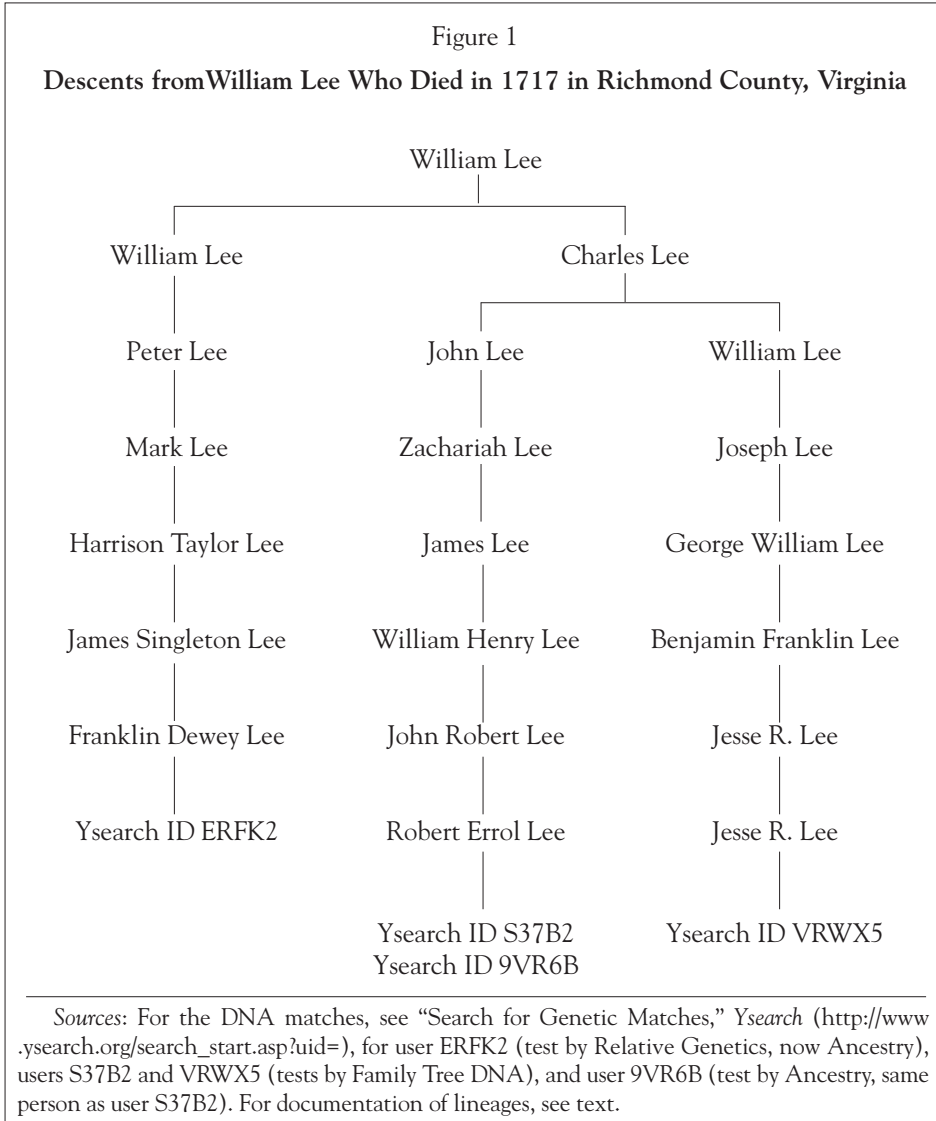 Figure 1
Descents fromWilliam Lee Who Died in 1717 in Richmond County, Virginia
William Lee
William Lee Charles Lee
Peter Lee John Lee William Lee
Mark Lee Zachariah Lee Joseph Lee
Harrison Taylor Lee James Lee George William Lee
James Singleton Lee William Henry Lee Benjamin Franklin Lee
Franklin Dewey Lee John Robert Lee Jesse R. Lee
Ysearch ID ERFK2 Robert Errol Lee Jesse R. Lee
Ysearch ID S37B2 Ysearch ID VRWX5
Ysearch ID 9VR6B
Sources: For the DNA matches, see “Search for Genetic Matches,” Ysearch (http://www
.ysearch.org/search_start.asp?uid=), for user ERFK2 (test by Relative Genetics, now Ancestry),
users S37B2 and VRWX5 (tests by Family Tree DNA), and user 9VR6B (test by Ancestry, same
person as user S37B2). For documentation of lineages, see text.